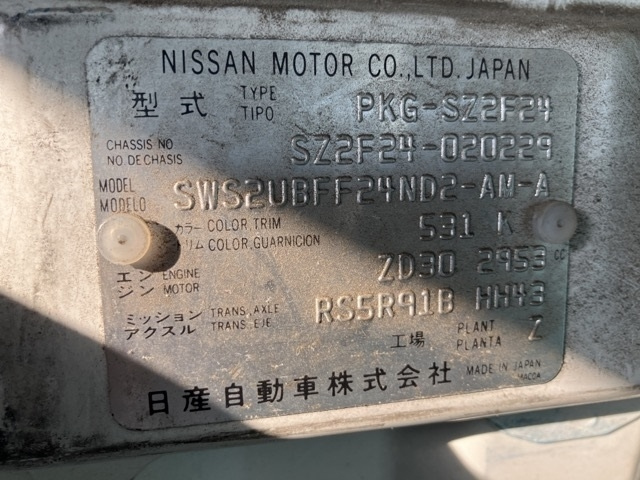 NISSAN MOTOR CO.,LTD. JAPAN
型式 TYPE TIPO PKG-SZ2F24
CHASSIS NO NO DE CHASIS SZ2F24-020229
MODEL MODELO SWS2UBFF24ND2-AM-A
カラー COLOR,TRIM
リム COLOR,GUARNICION 531 K
エンジン ENGINE MOTOR ZD30 2953 cc
ミッション TRANS. AXLE
アクスル TRANS. EJE RS5R91B HH43
工場 PLANT PLANTA Z
日産自動車株式会社 MADE IN JAPAN